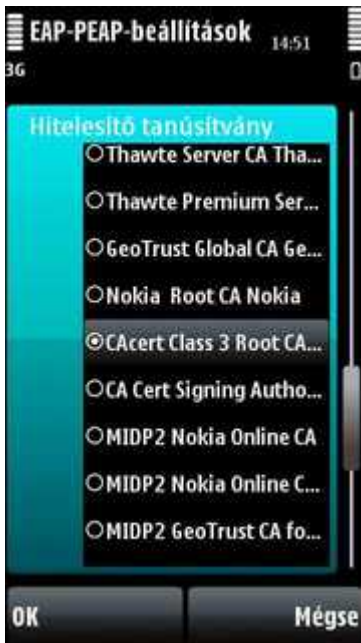 EAP-PEAP-beállítások
14:51
3G
Hitelesítő tanúsítvány
Thawte Server CA Tha...
Thawte Premium Ser...
GeoTrust Global CA Ge...
Nokia Root CA Nokia
CAcert Class 3 Root CA...
CA Cert Signing Autho...
MIDP2 Nokia Online CA
MIDP2 Nokia Online C...
MIDP2 GeoTrust CA fo...
OK
Mégse